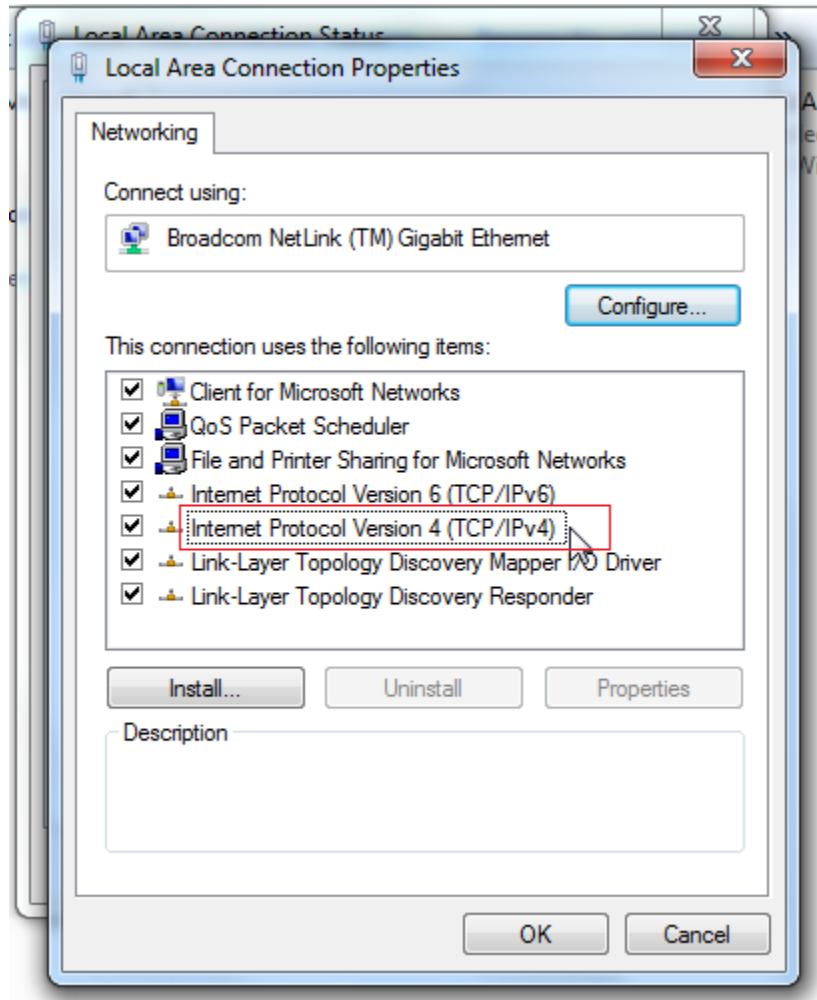 Local Area Connection Status
Local Area Connection Properties
Networking
Connect using:
Broadcom NetLink (TM) Gigabit Ethernet
Configure...
This connection uses the following items:
Client for Microsoft Networks
QoS Packet Scheduler
File and Printer Sharing for Microsoft Networks
Internet Protocol Version 6 (TCP/IPv6)
Internet Protocol Version 4 (TCP/IPv4)
Link-Layer Topology Discovery Mapper I/O Driver
Link-Layer Topology Discovery Responder
Install...
Uninstall
Properties
Description
OK
Cancel